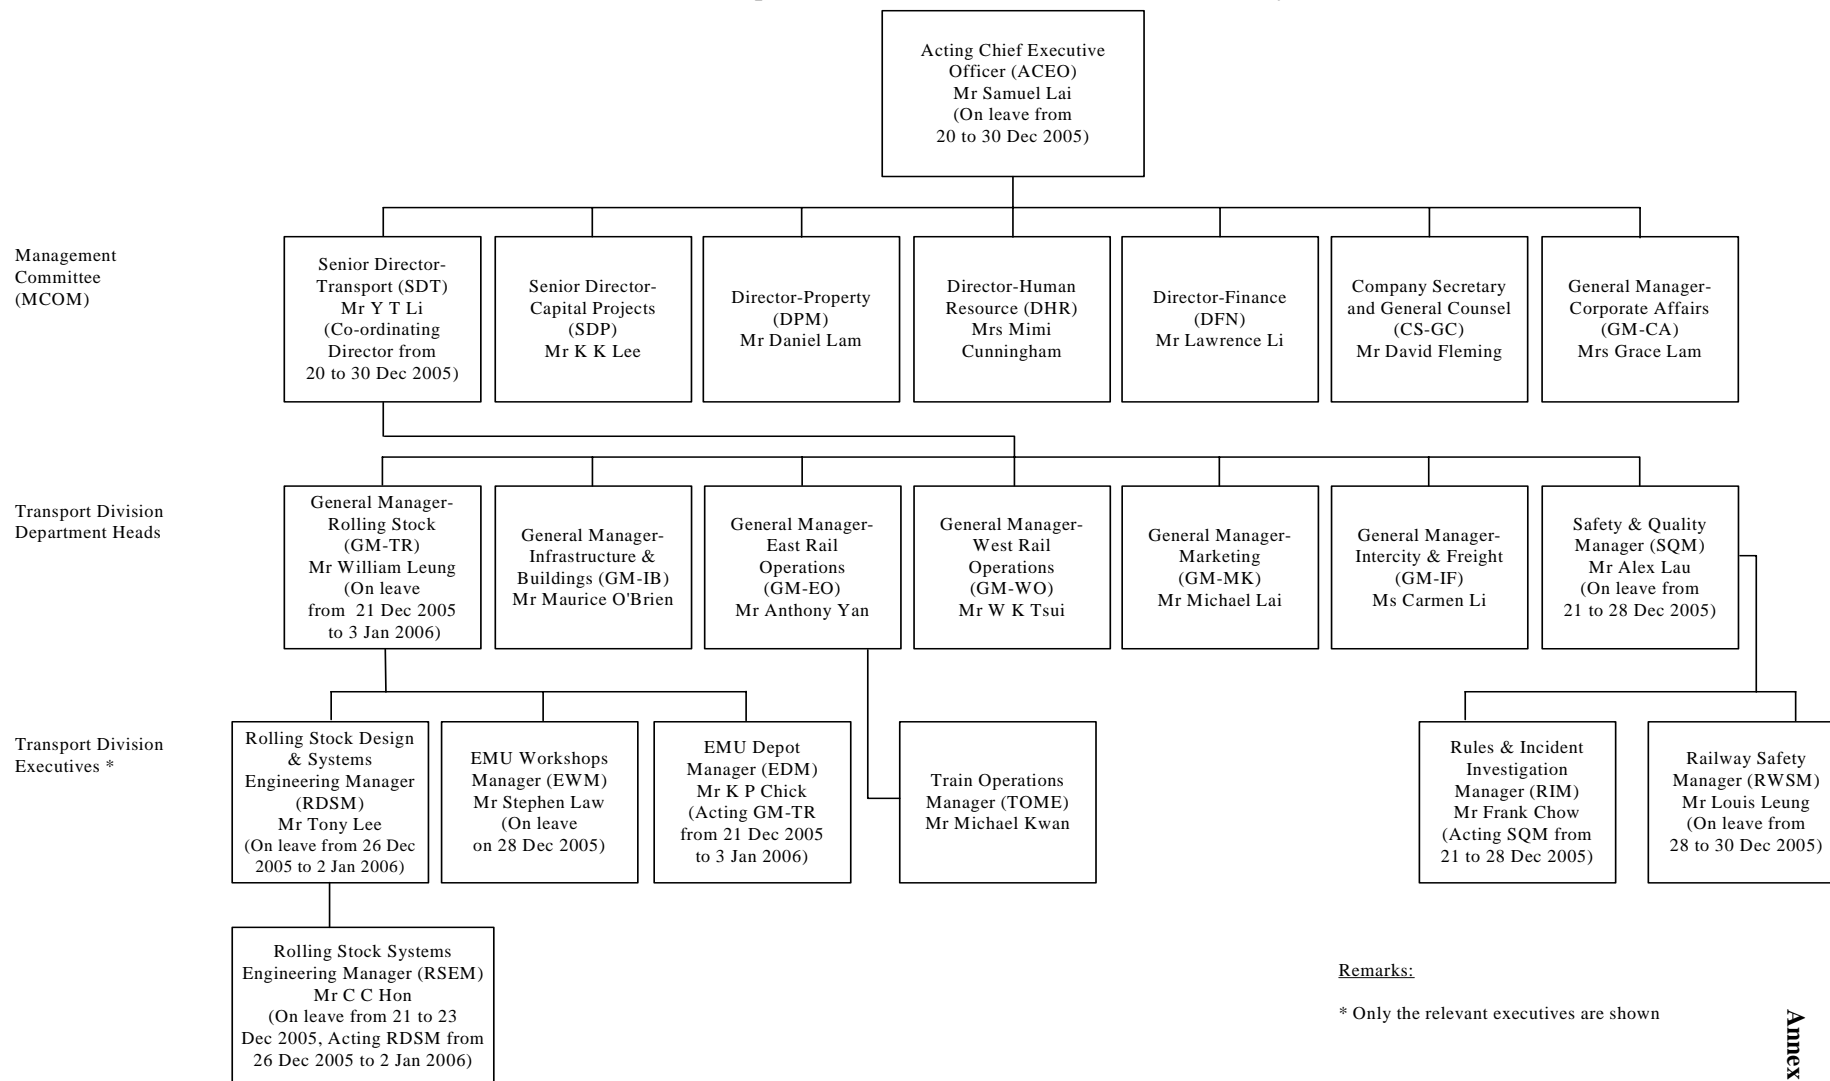 Acting Chief Executive
Officer (ACEO)
Mr Samuel Lai
(On leave from
20 to 30 Dec 2005)
Management
Committee
(MCOM)
Senior Director-
Transport (SDT)
Mr Y T Li
(Co-ordinating
Director from
20 to 30 Dec 2005)
Senior Director-
Capital Projects
(SDP)
Mr K K Lee
Director-Property
(DPM)
Mr Daniel Lam
Director-Human
Resource (DHR)
Mrs Mimi
Cunningham
Director-Finance
(DFN)
Mr Lawrence Li
Company Secretary
and General Counsel
(CS-GC)
Mr David Fleming
General Manager-
Corporate Affairs
(GM-CA)
Mrs Grace Lam
Transport Division
Department Heads
General Manager-
Rolling Stock
(GM-TR)
Mr William Leung
(On leave
from 21 Dec 2005
to 3 Jan 2006)
General Manager-
Infrastructure &
Buildings (GM-IB)
Mr Maurice O'Brien
General Manager-
East Rail
Operations
(GM-EO)
Mr Anthony Yan
General Manager-
West Rail
Operations
(GM-WO)
Mr W K Tsui
General Manager-
Marketing
(GM-MK)
Mr Michael Lai
General Manager-
Intercity & Freight
(GM-IF)
Ms Carmen Li
Safety & Quality
Manager (SQM)
Mr Alex Lau
(On leave from
21 to 28 Dec 2005)
Transport Division
Executives *
Rolling Stock Design
& Systems
Engineering Manager
(RDSM)
Mr Tony Lee
(On leave from 26 Dec
2005 to 2 Jan 2006)
EMU Workshops
Manager (EWM)
Mr Stephen Law
(On leave
on 28 Dec 2005)
EMU Depot
Manager (EDM)
Mr K P Chick
(Acting GM-TR
from 21 Dec 2005
to 3 Jan 2006)
Train Operations
Manager (TOME)
Mr Michael Kwan
Rules & Incident
Investigation
Manager (RIM)
Mr Frank Chow
(Acting SQM from
21 to 28 Dec 2005)
Railway Safety
Manager (RWSM)
Mr Louis Leung
(On leave from
28 to 30 Dec 2005)
Rolling Stock Systems
Engineering Manager (RSEM)
Mr C C Hon
(On leave from 21 to 23
Dec 2005, Acting RDSM from
26 Dec 2005 to 2 Jan 2006)
Remarks:
* Only the relevant executives are shown
Annex